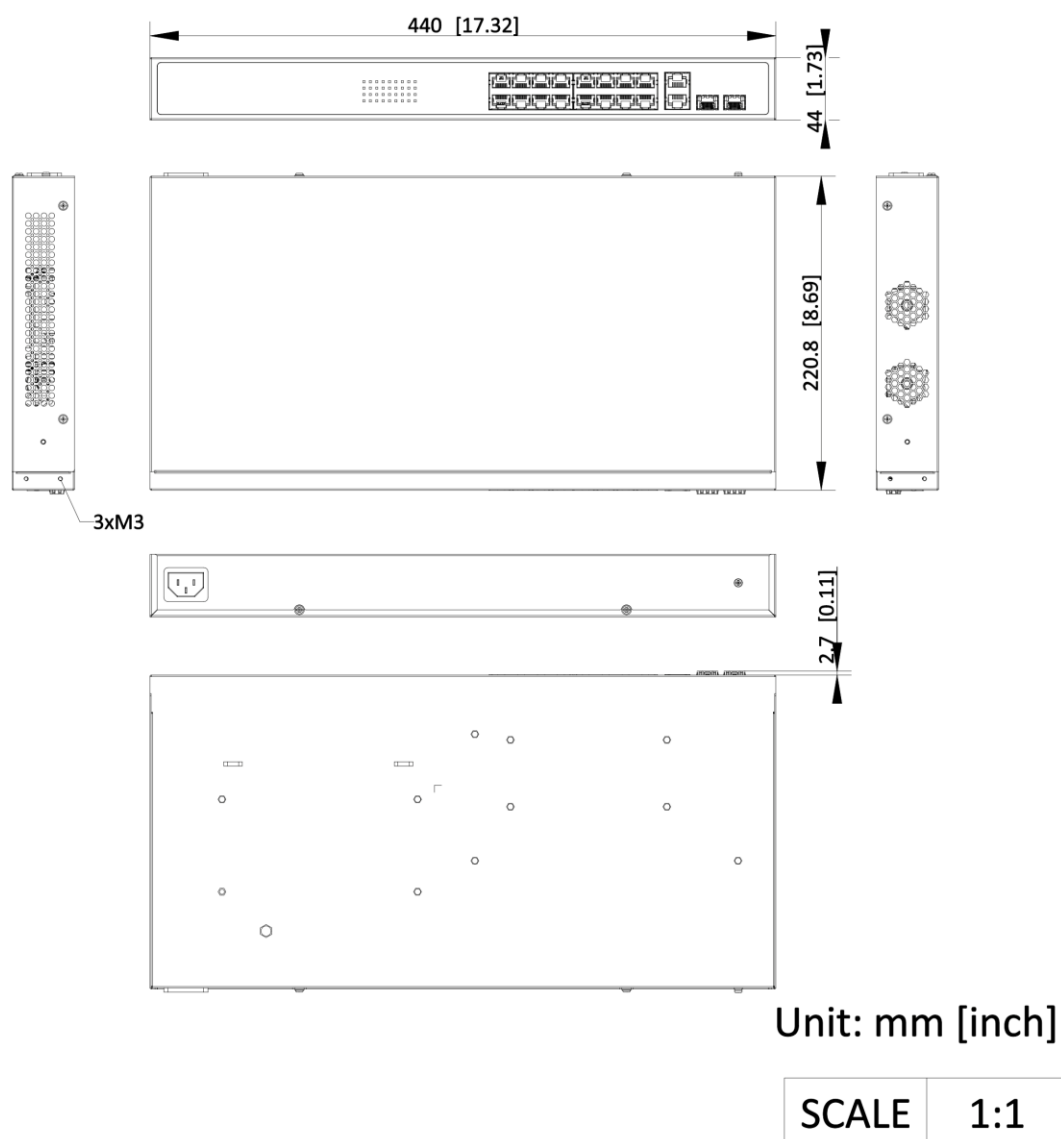 440 [17.32]
44 [1.73]
220.8 [8.69]
3xM3
2.7 [0.11]
Unit: mm [inch]
SCALE 1:1